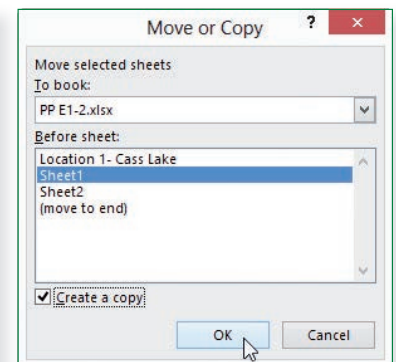 Move or Copy ? ×
Move selected sheets
To book:
PP E1-2.xlsx
Before sheet:
Location 1- Cass Lake
Sheet1
Sheet2
(move to end)
Create a copy
OK Cancel